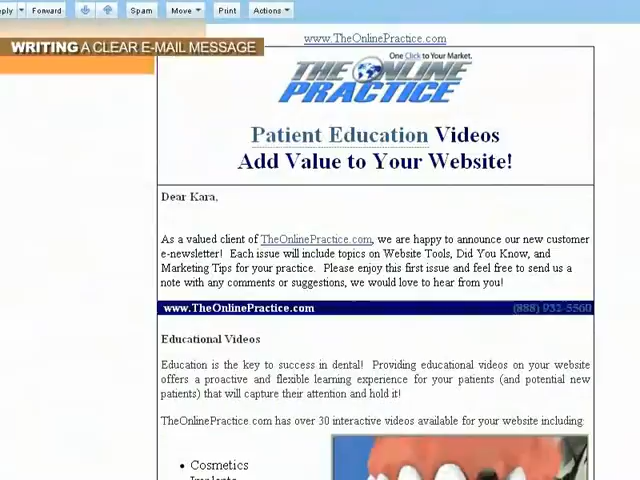 Forward Spam Move Print Actions
WRITING A CLEAR E-MAIL MESSAGE
www.TheOnlinePractice.com
One Click to Your Market.
THE ONLINE
PRACTICE
Patient Education Videos
Add Value to Your Website!
Dear Kara,
As a valued client of TheOnlinePractice.com, we are happy to announce our new customer
e-newsletter! Each issue will include topics on Website Tools, Did You Know, and
Marketing Tips for your practice. Please enjoy this first issue and feel free to send us a
note with any comments or suggestions, we would love to hear from you!
www.TheOnlinePractice.com (888) 932-5560
Educational Videos
Education is the key to success in dental! Providing educational videos on your website
offers a proactive and flexible learning experience for your patients (and potential new
patients) that will capture their attention and hold it!
TheOnlinePractice.com has over 30 interactive videos available for your website including:
• Cosmetics